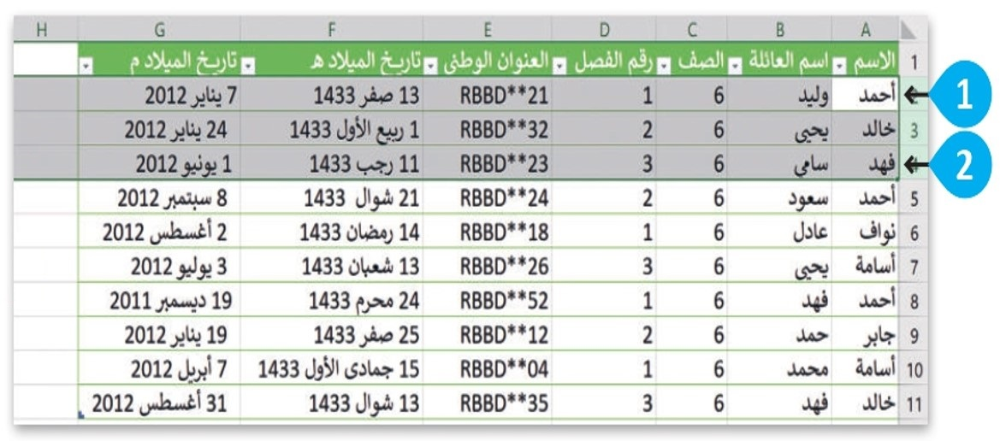 A B C D E F G H
1 الاسم اسم العائلة الصف رقم الفصل العنوان الوطني تاريخ الميلاد هـ تاريخ الميلاد م
أحمد وليد 6 1 RBBD**21 13 صفر 1433 7 يناير 2012 1
3 خالد يحيى 6 2 RBBD**32 1 ربيع الأول 1433 24 يناير 2012
فهد سامي 6 3 RBBD**23 11 رجب 1433 1 يونيو 2012 2
5 أحمد سعود 6 2 RBBD**24 21 شوال 1433 8 سبتمبر 2012
6 نواف عادل 6 1 RBBD**18 14 رمضان 1433 2 أغسطس 2012
7 أسامة يحيى 6 3 RBBD**26 13 شعبان 1433 3 يوليو 2012
8 أحمد فهد 6 1 RBBD**52 24 محرم 1433 19 ديسمبر 2011
9 جابر حمد 6 2 RBBD**12 25 صفر 1433 19 يناير 2012
10 أسامة محمد 6 1 RBBD**04 15 جمادى الأول 1433 7 أبريل 2012
11 خالد فهد 6 3 RBBD**35 13 شوال 1433 31 أغسطس 2012